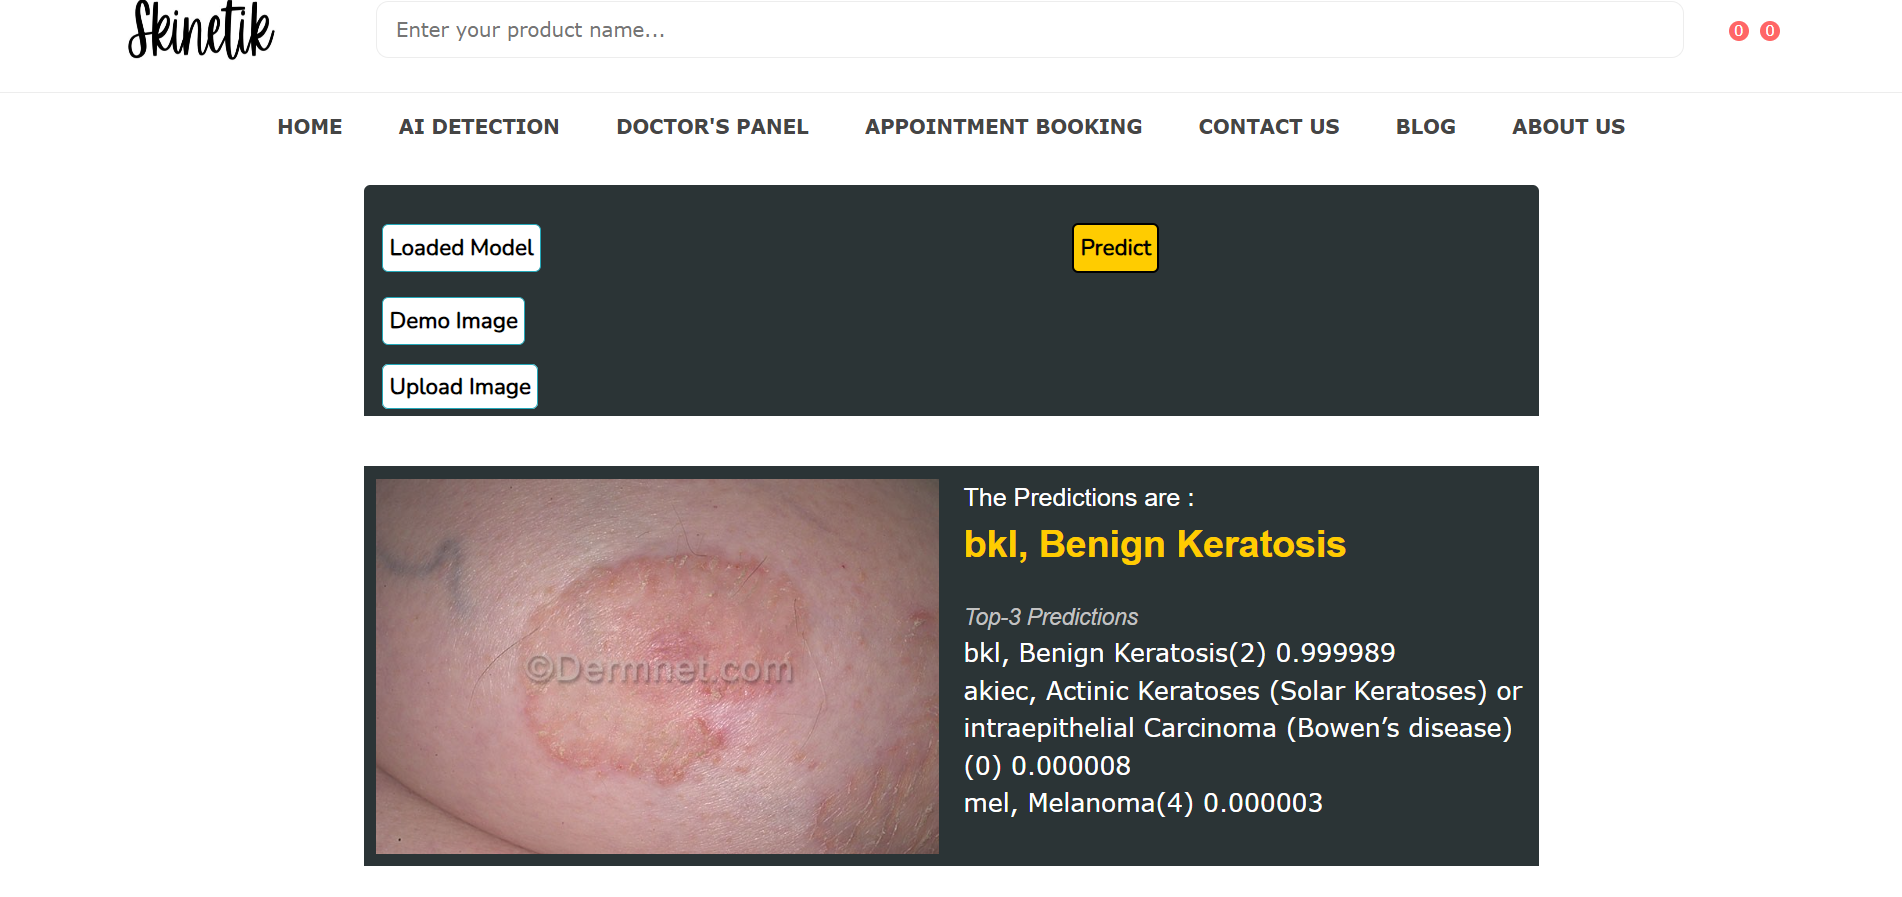 Skinetik
Enter your product name...
0 0
HOME AI DETECTION DOCTOR'S PANEL APPOINTMENT BOOKING CONTACT US BLOG ABOUT US
Loaded Model
Predict
Demo Image
Upload Image
The Predictions are :
bkl, Benign Keratosis
Top-3 Predictions
bkl, Benign Keratosis(2) 0.999989
akiec, Actinic Keratoses (Solar Keratoses) or
intraepithelial Carcinoma (Bowen’s disease)
(0) 0.000008
mel, Melanoma(4) 0.000003
©Dermnet.com